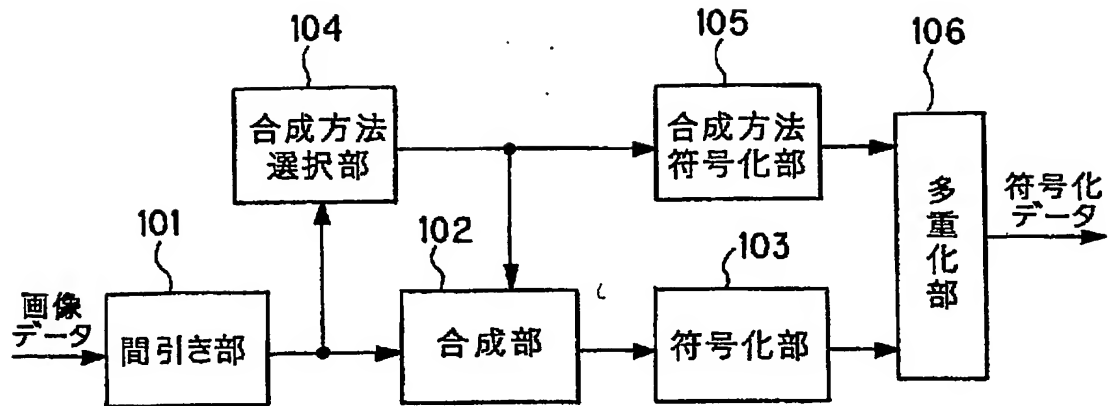 104
105
106
合成方法
選択部
合成方法
符号化部
多重化部
符号化
データ
101
102
103
画像
データ
間引き部
合成部
符号化部